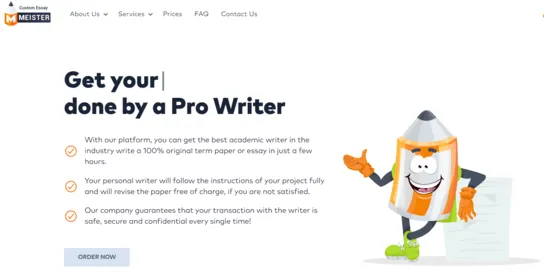 Custom Essay
MEISTER
About Us Services Prices FAQ Contact Us
Get your|
done by a Pro Writer
With our platform, you can get the best academic writer in the
industry write a 100% original term paper or essay in just a few
hours.
Your personal writer will follow the instructions of your project fully
and will revise the paper free of charge, if you are not satisfied.
Our company guarantees that your transaction with the writer is
safe, secure and confidential every single time!
ORDER NOW